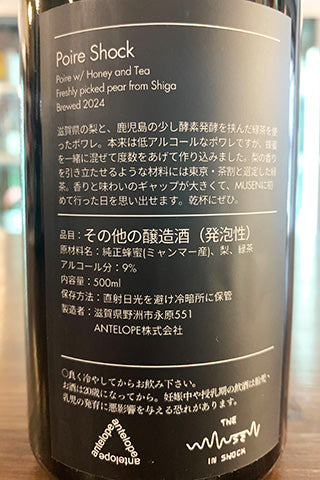 Poire Shock
Poire w/ Honey and Tea
Freshly picked pear from Shiga
Brewed 2024
滋賀県の梨と、鹿児島の少し酵素発酵を挟んだ緑茶を使
ったポワレ。本来は低アルコールなポワレですが、蜂蜜
を一緒に混ぜて度数をあげて作り込みました。梨の香り
を引き立たせるような材料には東京・茶割と選定した緑
茶。香りと味わいのギャップが大きくて、MUSENに初
めて行った日を思い出せます。乾杯にぜひ。
品目：その他の醸造酒（発泡性）
原材料名：純正蜂蜜(ミャンマー産)、梨、緑茶
アルコール分：9%
内容量：500ml
保存方法：直射日光を避け冷暗所に保管
製造者：滋賀県野洲市永原551
ANTELOPE株式会社
○良く冷やしてからお飲み下さい。
お酒は20歳になってから。妊娠中や授乳期の飲酒は胎児、
乳児の発育に悪影響を与える恐れがあります。
antelope
antelope
antelope
THE
MUSEN
IN SHOCK